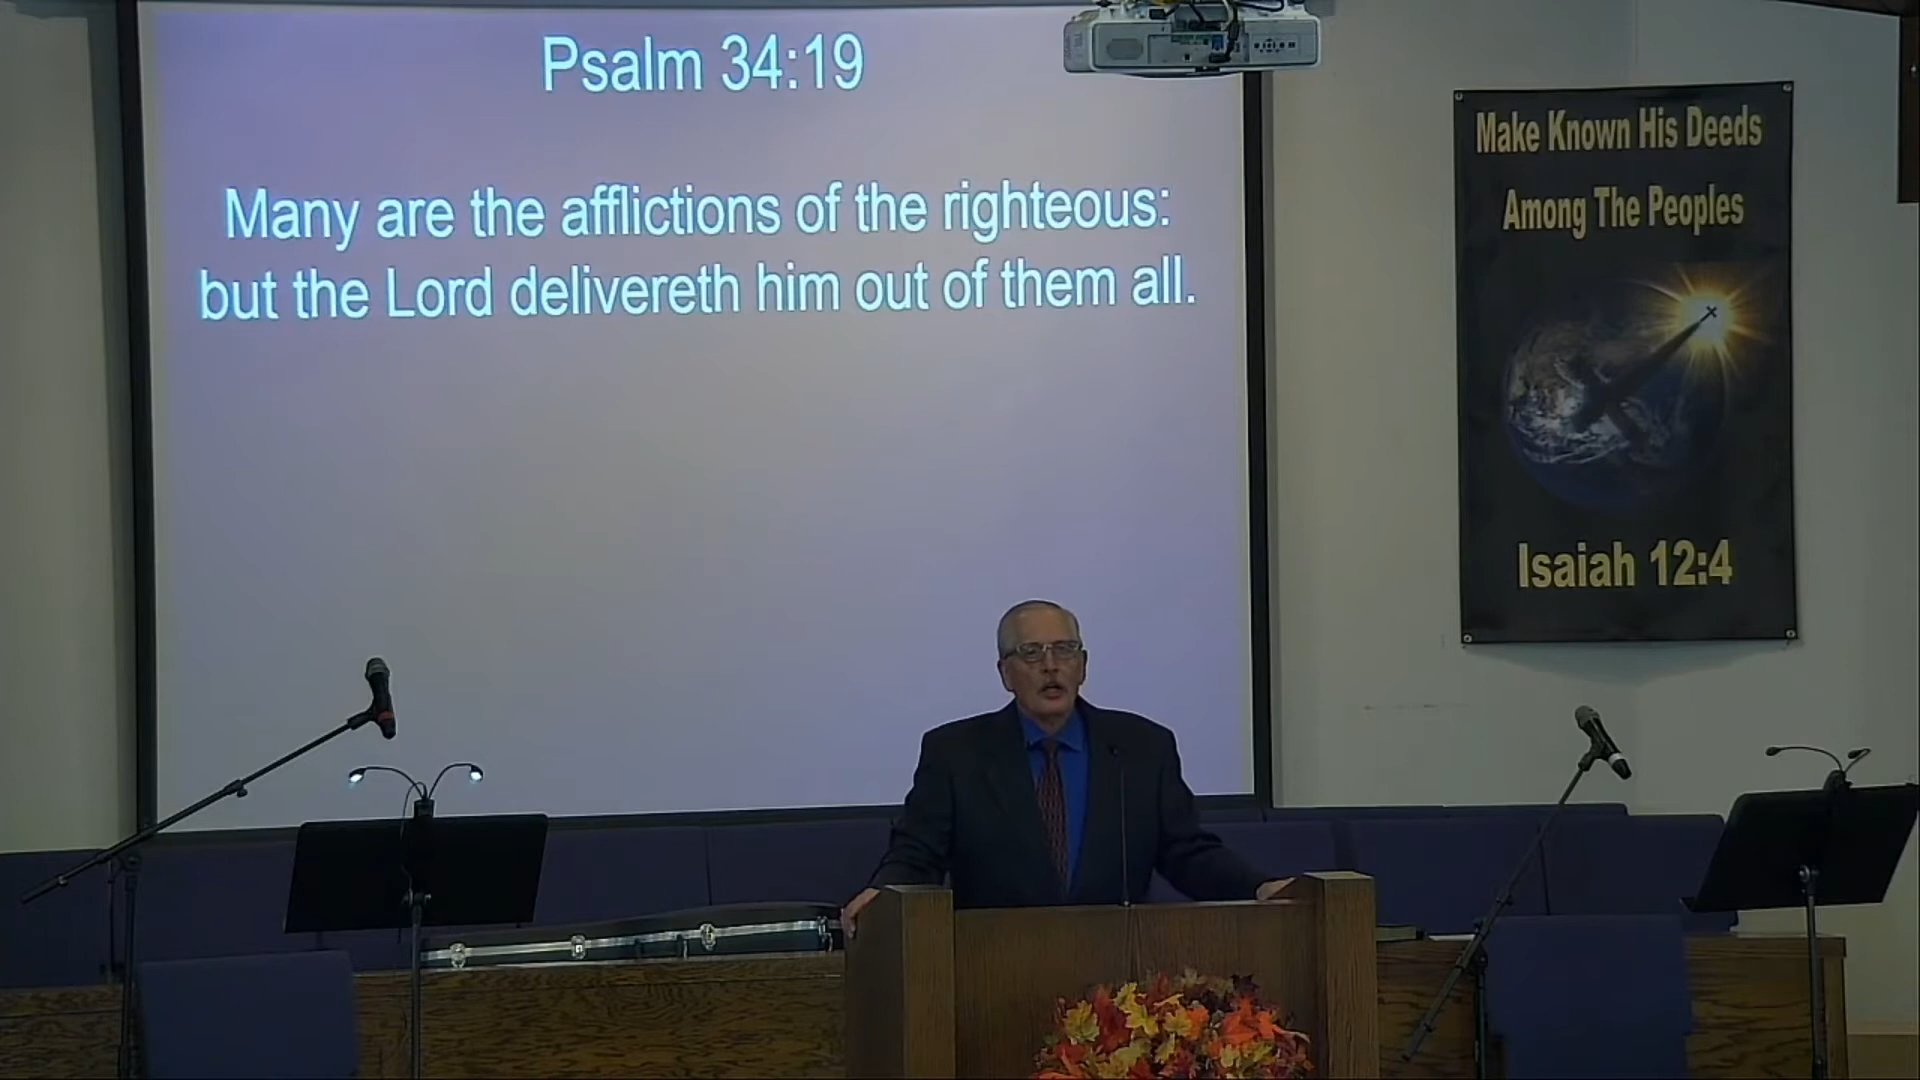 Psalm 34:19
Many are the afflictions of the righteous:
but the Lord delivereth him out of them all.
Make Known His Deeds
Among The Peoples
Isaiah 12:4